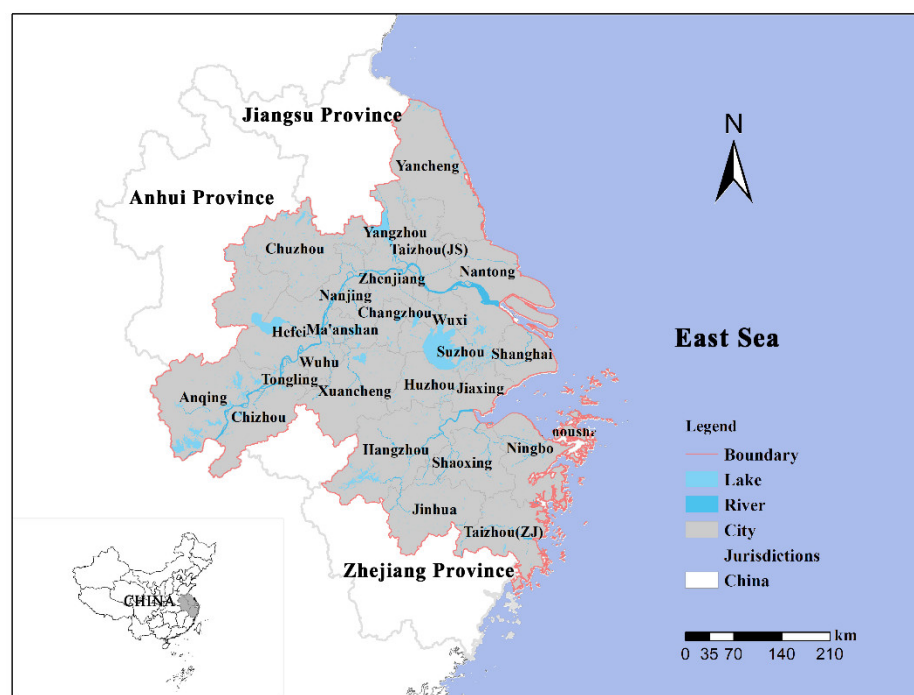 Jiangsu Province
N
Yancheng
Anhui Province
Yangzhou
Chuzhou
Taizhou(JS)
Nantong
Zhenjiang
Nanjing
Changzhou
Wuxi
Hefei
Ma'anshan
East Sea
Suzhou
Shanghai
Wuhu
Tongling
Huzhou
Jiaxing
Anqing
Xuancheng
Chizhou
Legend
noush
Hangzhou
Ningbo
Boundary
Shaoxing
Lake
River
Jinhua
City
Taizhou(ZJ)
Jurisdictions
Zhejiang Province
China
CHINA
km
0 35 70 140 210